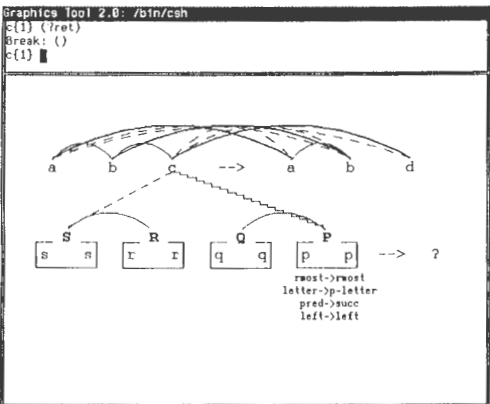 Graphics Tool 2.0: /bin/csh
c{1} (?ret)
Break: ()
c{1}
a b c --> a b d
S R Q P
s s r r q q p p --> ?
rmost->rmost
letter->p-letter
pred->succ
left->left